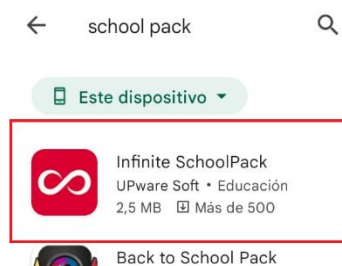 school pack
Este dispositivo
Infinite SchoolPack
UPware Soft • Educación
2,5 MB Más de 500
Back to School Pack